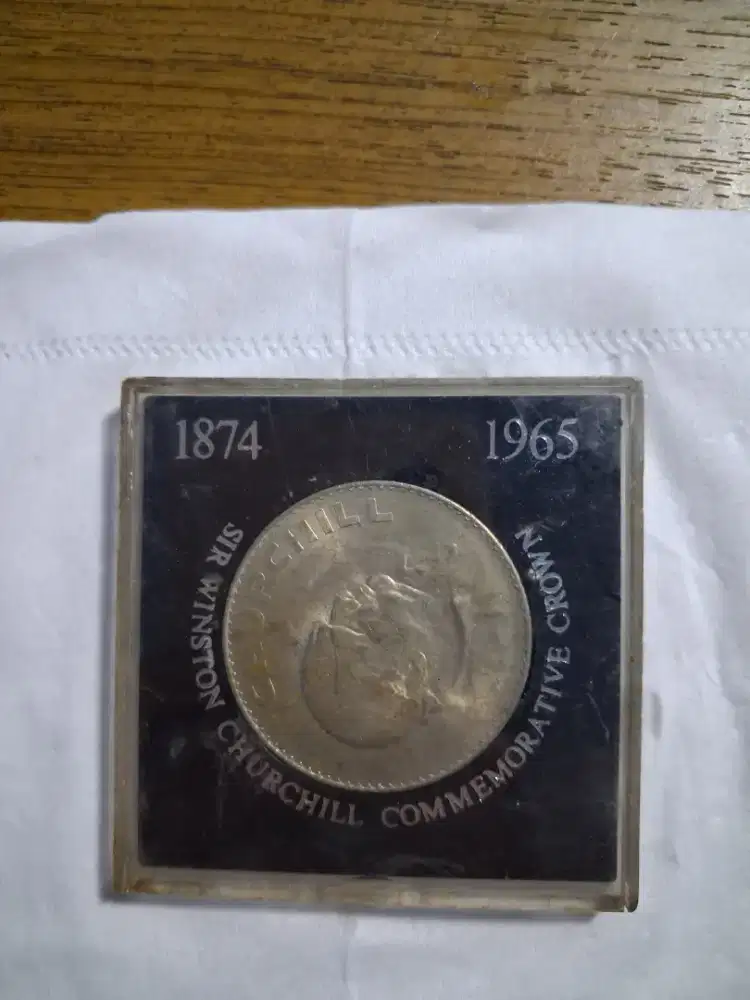 1874 1965
SIR WINSTON CHURCHILL COMMEMORATIVE CROWN
CHURCHILL